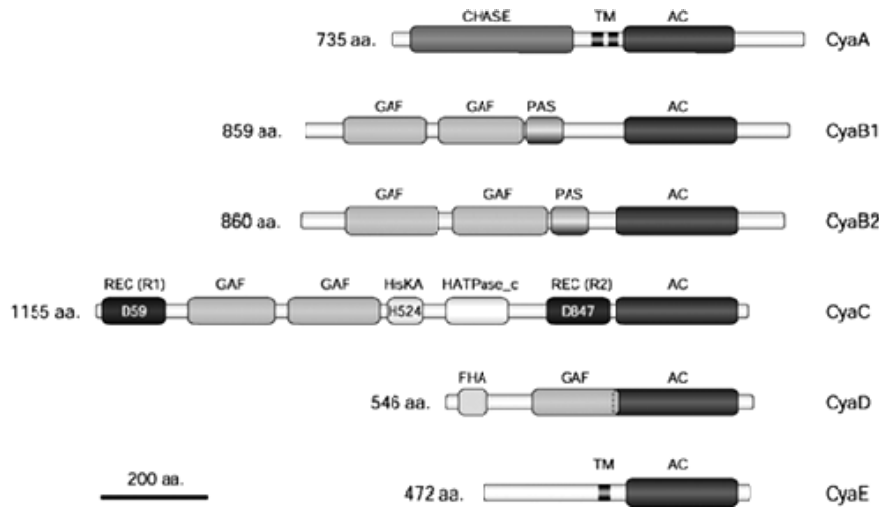 CHASE TM AC
735 aa. CyaA
GAF GAF PAS AC
859 aa. CyaB1
GAF GAF PAS AC
860 aa. CyaB2
REC (R1) GAF GAF HisKA HATPase_c REC (R2) AC
1155 aa. D59 H524 D847 CyaC
FHA GAF AC
546 aa. CyaD
TM AC
200 aa. 472 aa. CyaE